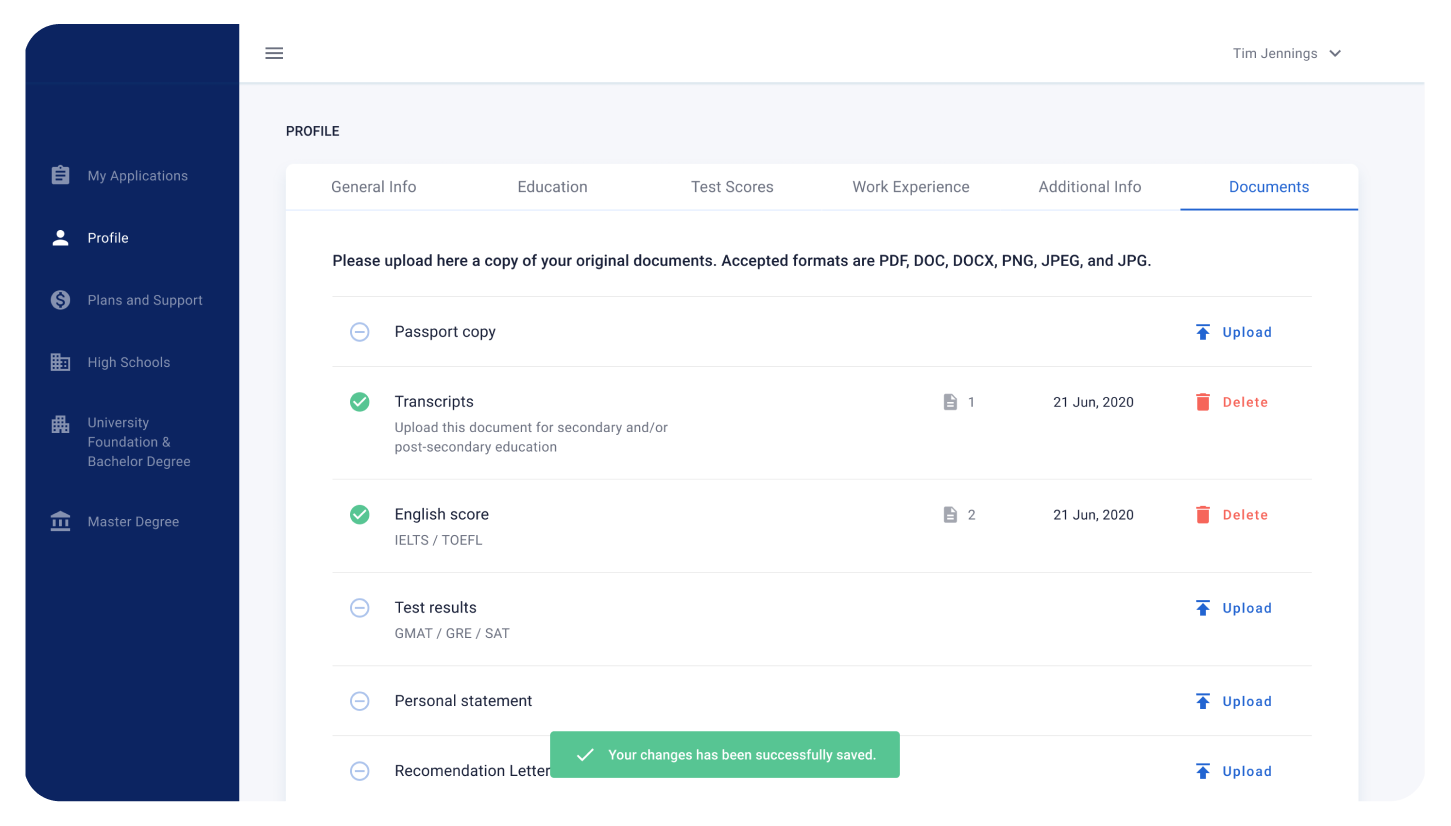 Tim Jennings
PROFILE
My Applications
Profile
Plans and Support
High Schools
University
Foundation &
Bachelor Degree
Master Degree
General Info
Education
Test Scores
Work Experience
Additional Info
Documents
Please upload here a copy of your original documents. Accepted formats are PDF, DOC, DOCX, PNG, JPEG, and JPG.
Passport copy
Upload
Transcripts
1
21 Jun, 2020
Delete
Upload this document for secondary and/or
post-secondary education
English score
2
21 Jun, 2020
Delete
IELTS / TOEFL
Test results
Upload
GMAT / GRE / SAT
Personal statement
Upload
Your changes has been successfully saved.
Recomendation Letter
Upload